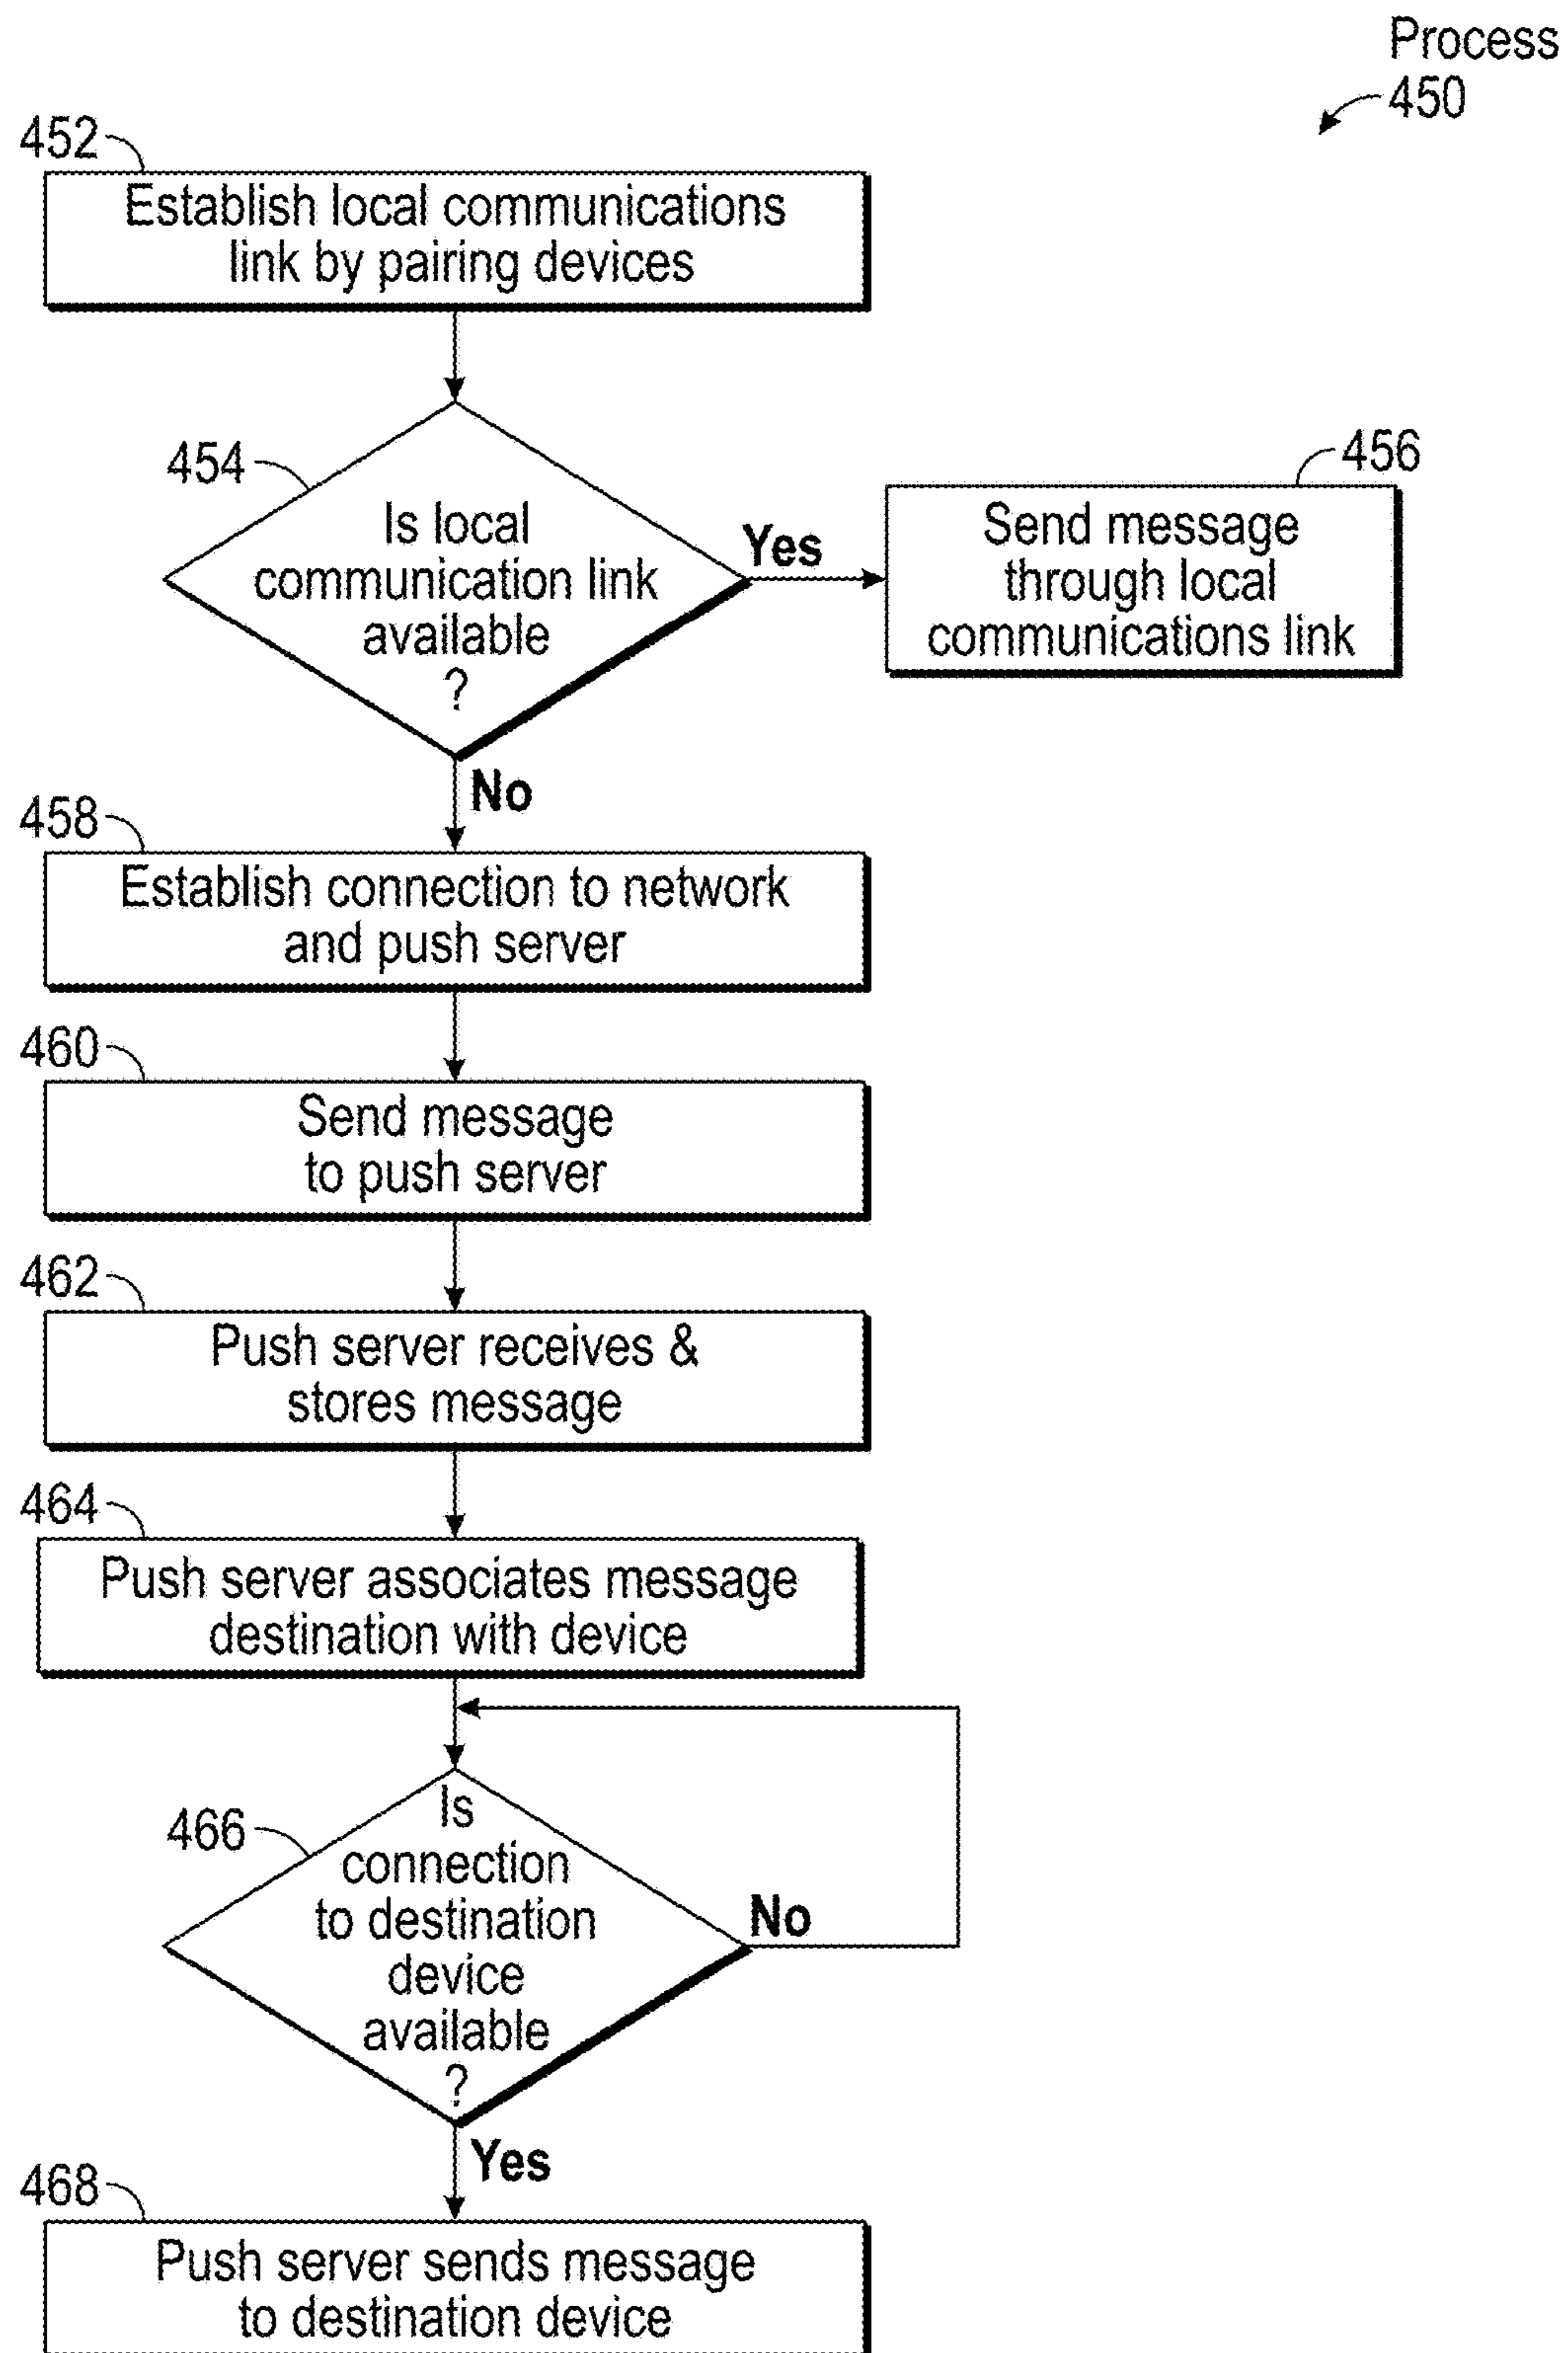 Process
450
452
Establish local communications
link by pairing devices
454
Is local
communication link
available
?
Yes
456
Send message
through local
communications link
No
458
Establish connection to network
and push server
460
Send message
to push server
462
Push server receives &
stores message
464
Push server associates message
destination with device
466
Is
connection
to destination
device
available
?
No
Yes
468
Push server sends message
to destination device